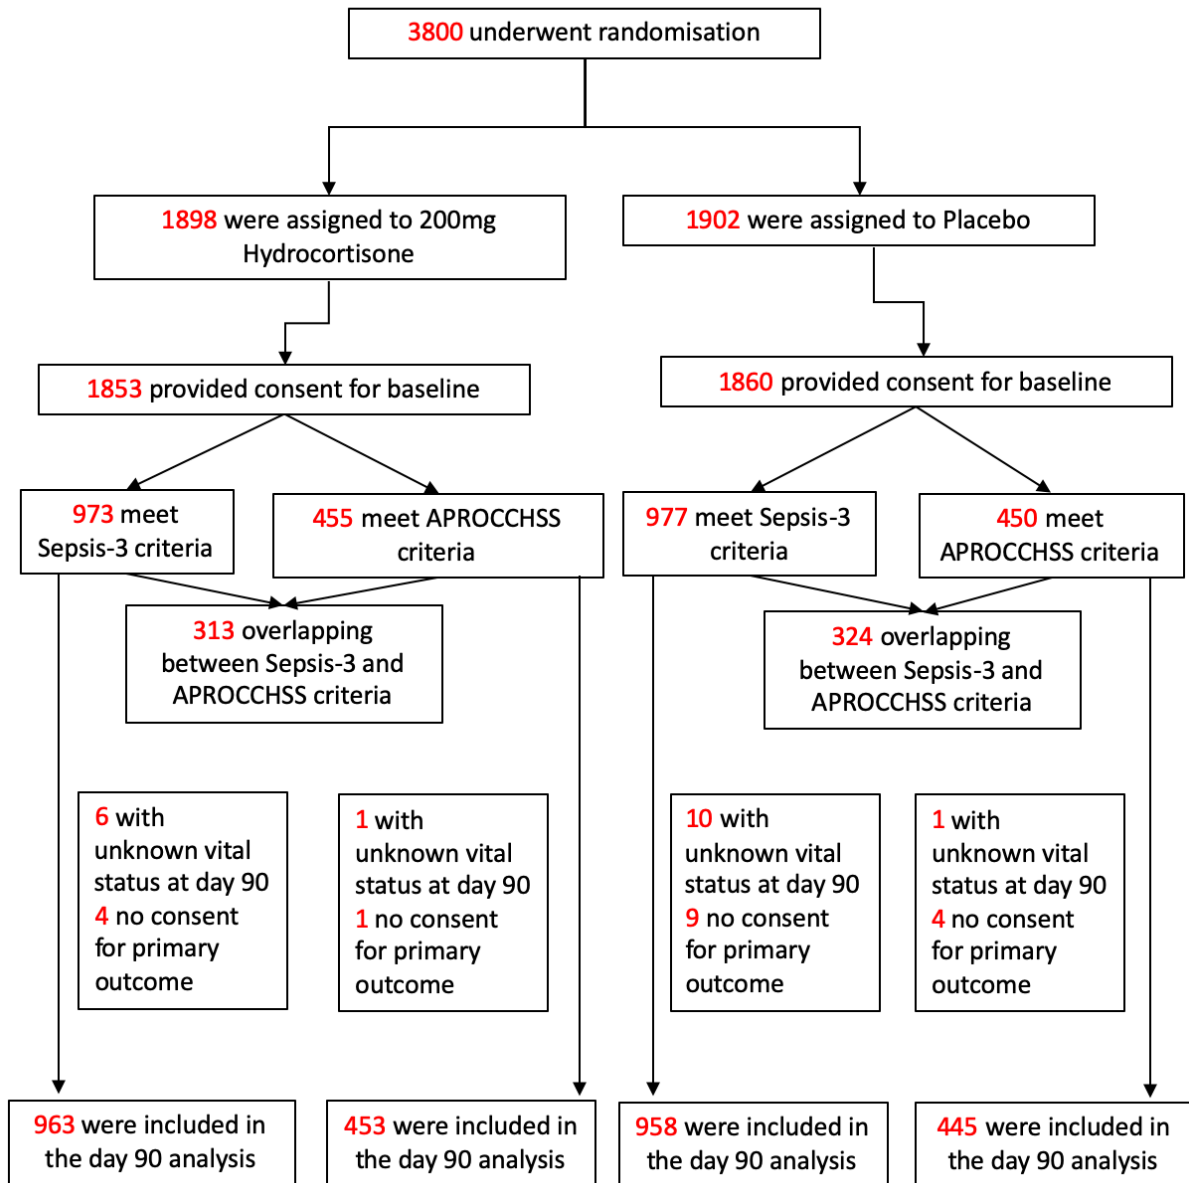 3800 underwent randomisation
1898 were assigned to 200mg
Hydrocortisone
1902 were assigned to Placebo
1853 provided consent for baseline
1860 provided consent for baseline
973 meet
Sepsis-3 criteria
455 meet APROCCHSS
criteria
977 meet Sepsis-3
criteria
450 meet
APROCCHSS criteria
313 overlapping
between Sepsis-3 and
APROCCHSS criteria
324 overlapping
between Sepsis-3 and
APROCCHSS criteria
6 with
unknown vital
status at day 90
4 no consent
for primary
outcome
1 with
unknown vital
status at day 90
1 no consent
for primary
outcome
10 with
unknown vital
status at day 90
9 no consent
for primary
outcome
1 with
unknown vital
status at day 90
4 no consent
for primary
outcome
963 were included in
the day 90 analysis
453 were included in
the day 90 analysis
958 were included in
the day 90 analysis
445 were included in
the day 90 analysis